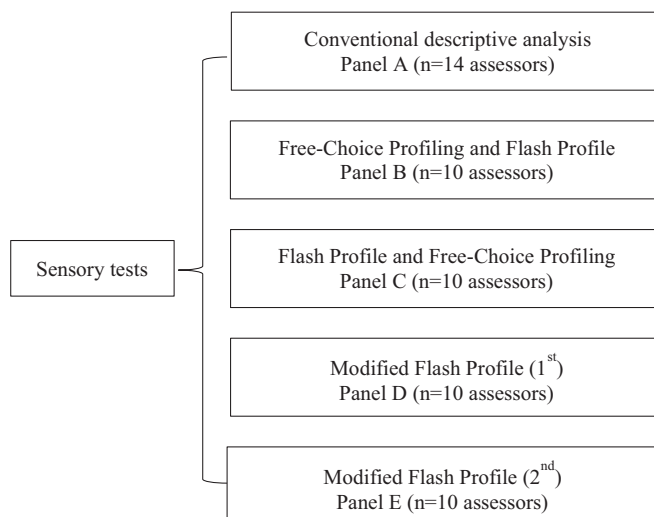 Conventional descriptive analysis
Panel A (n=14 assessors)
Free-Choice Profiling and Flash Profile
Panel B (n=10 assessors)
Sensory tests
Flash Profile and Free-Choice Profiling
Panel C (n=10 assessors)
Modified Flash Profile (1st)
Panel D (n=10 assessors)
Modified Flash Profile (2nd)
Panel E (n=10 assessors)